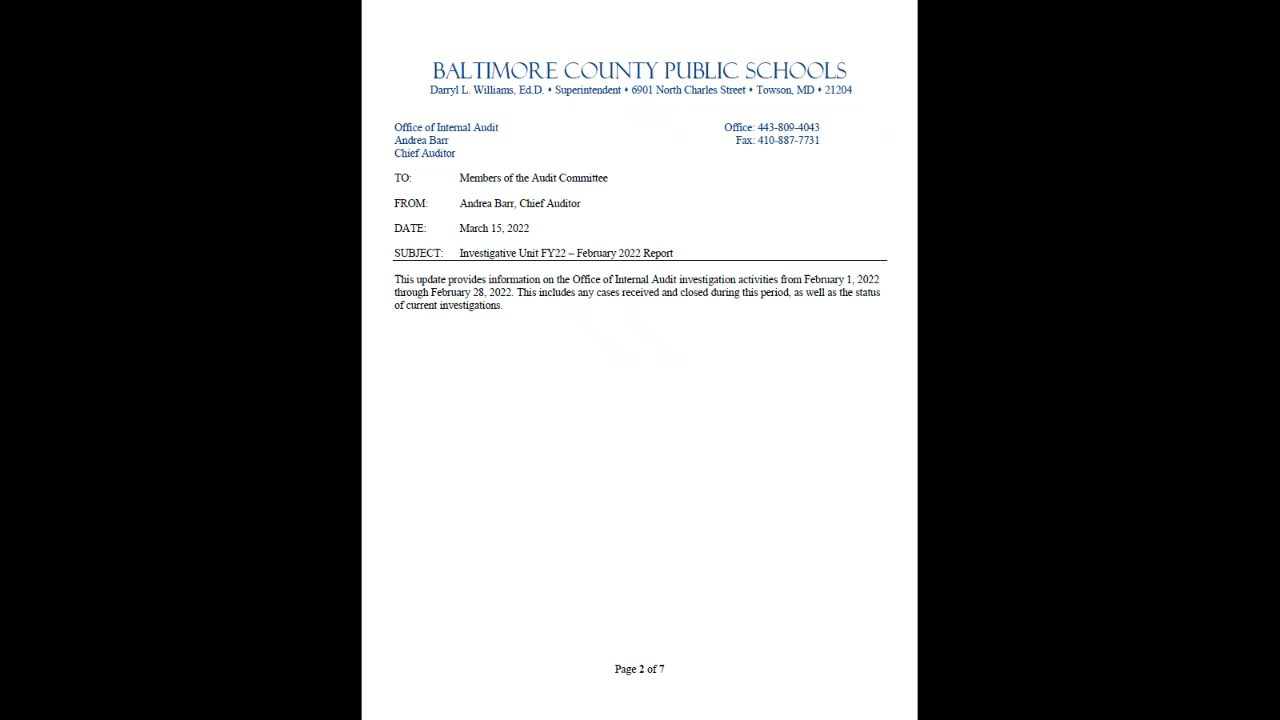 BALTIMORE COUNTY PUBLIC SCHOOLS
Darryl L. Williams, Ed.D. • Superintendent • 6901 North Charles Street • Towson, MD • 21204
Office of Internal Audit
Andrea Barr
Chief Auditor
Office: 443-809-4043
Fax: 410-887-7731
TO: Members of the Audit Committee
FROM: Andrea Barr, Chief Auditor
DATE: March 15, 2022
SUBJECT: Investigative Unit FY22 – February 2022 Report
This update provides information on the Office of Internal Audit investigation activities from February 1, 2022
through February 28, 2022. This includes any cases received and closed during this period, as well as the status
of current investigations.
Page 2 of 7